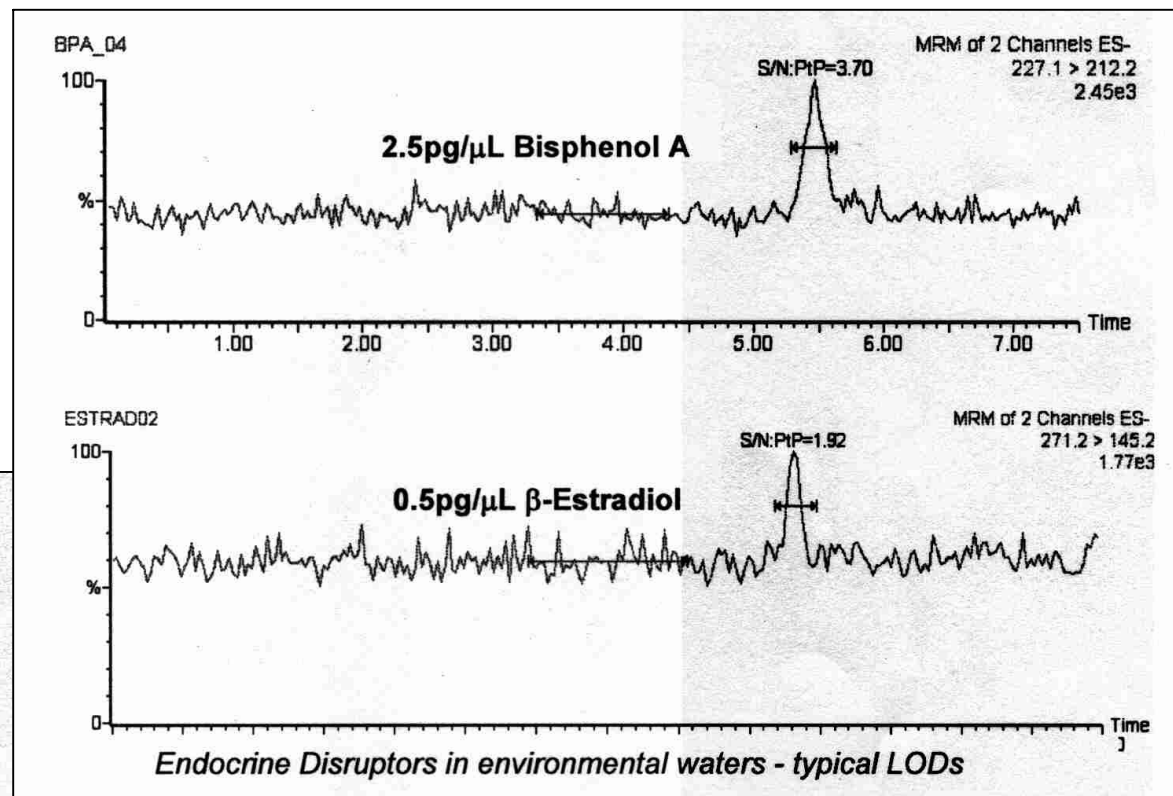 BPA_04
MRM of 2 Channels ES-
227.1 > 212.2
2.45e3
S/N:PtP=3.70
100
2.5pg/μL Bisphenol A
%
0
Time
1.00 2.00 3.00 4.00 5.00 6.00 7.00
ESTRAD02
MRM of 2 Channels ES-
271.2 > 145.2
1.77e3
S/N:PtP=1.92
100
0.5pg/μL β-Estradiol
%
0
Time
Endocrine Disruptors in environmental waters - typical LODs